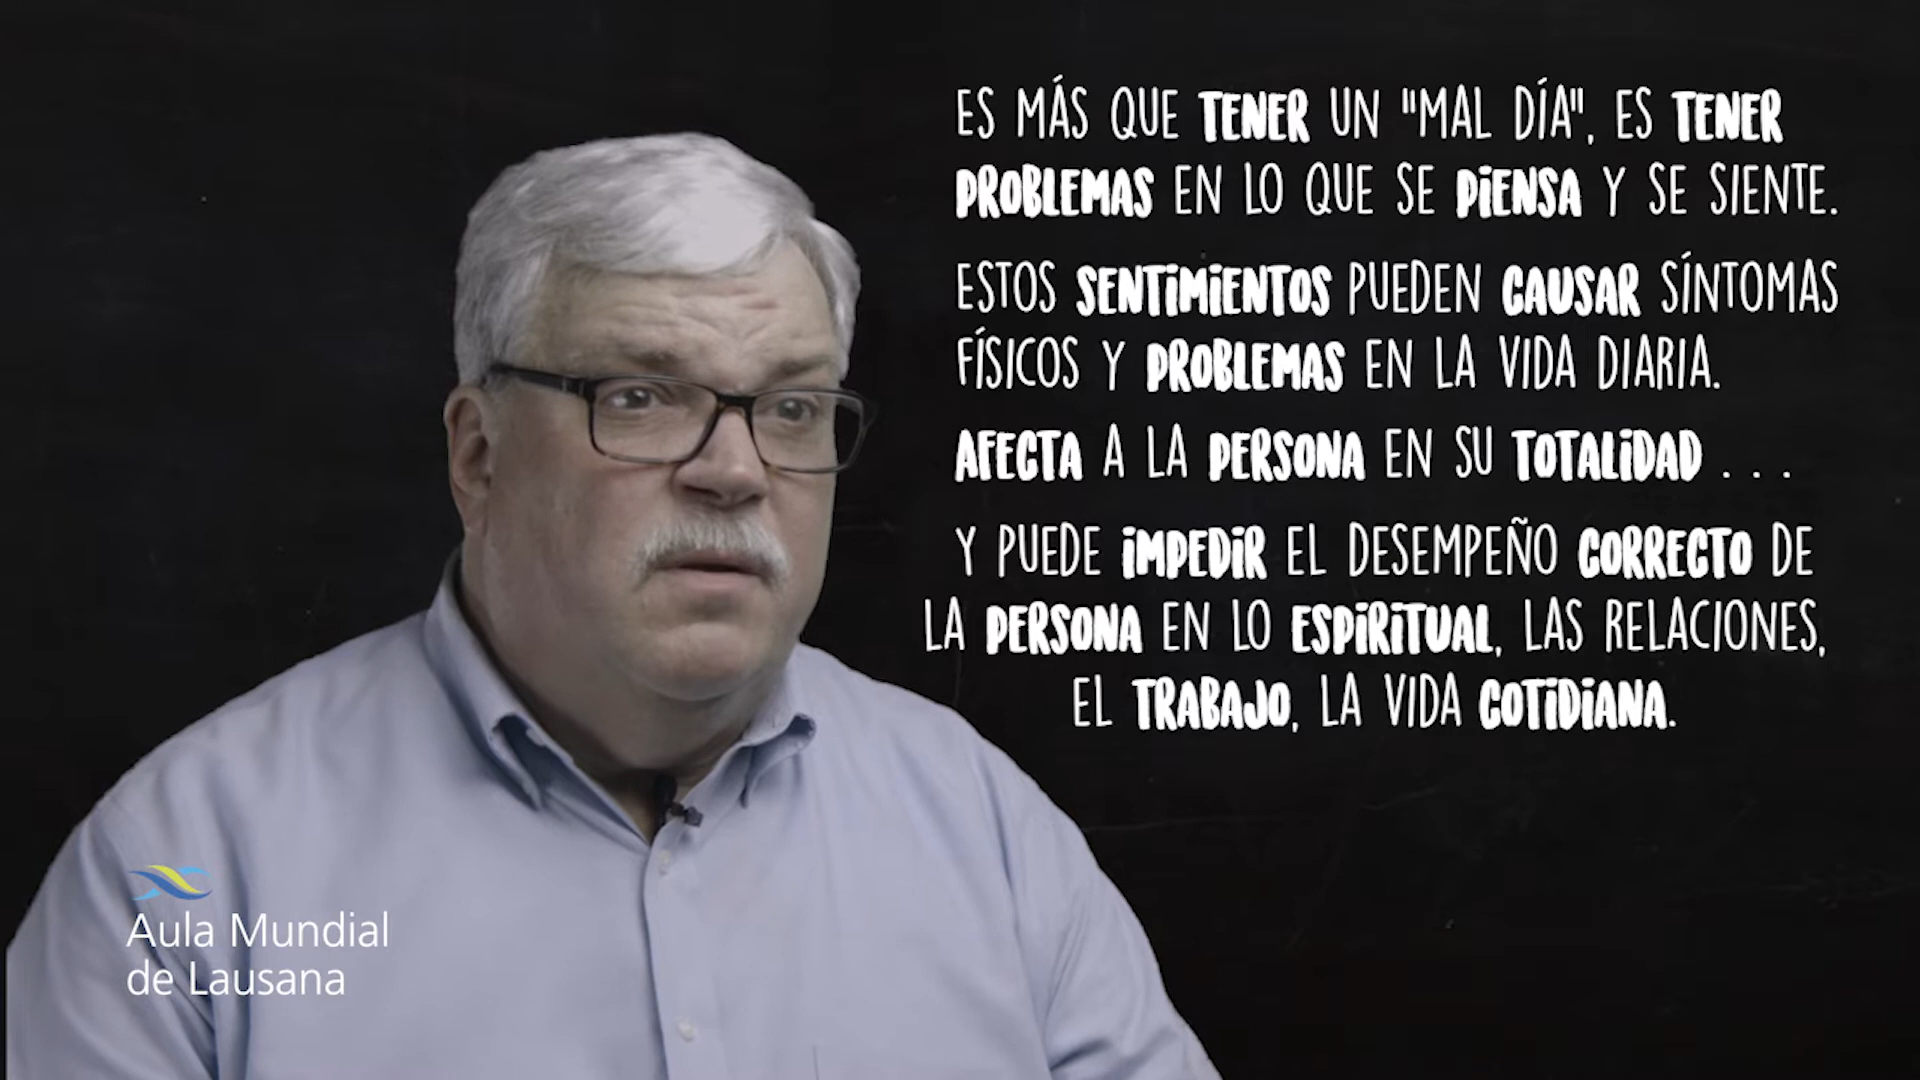 ES MÁS QUE TENER UN "MAL DÍA", ES TENER
PROBLEMAS EN LO QUE SE PIENSA Y SE SIENTE.
ESTOS SENTIMIENTOS PUEDEN CAUSAR SÍNTOMAS
FÍSICOS Y PROBLEMAS EN LA VIDA DIARIA.
AFECTA A LA PERSONA EN SU TOTALIDAD . . .
Y PUEDE IMPEDIR EL DESEMPEÑO CORRECTO DE
LA PERSONA EN LO ESPIRITUAL, LAS RELACIONES,
EL TRABAJO, LA VIDA COTIDIANA.
Aula Mundial
de Lausana